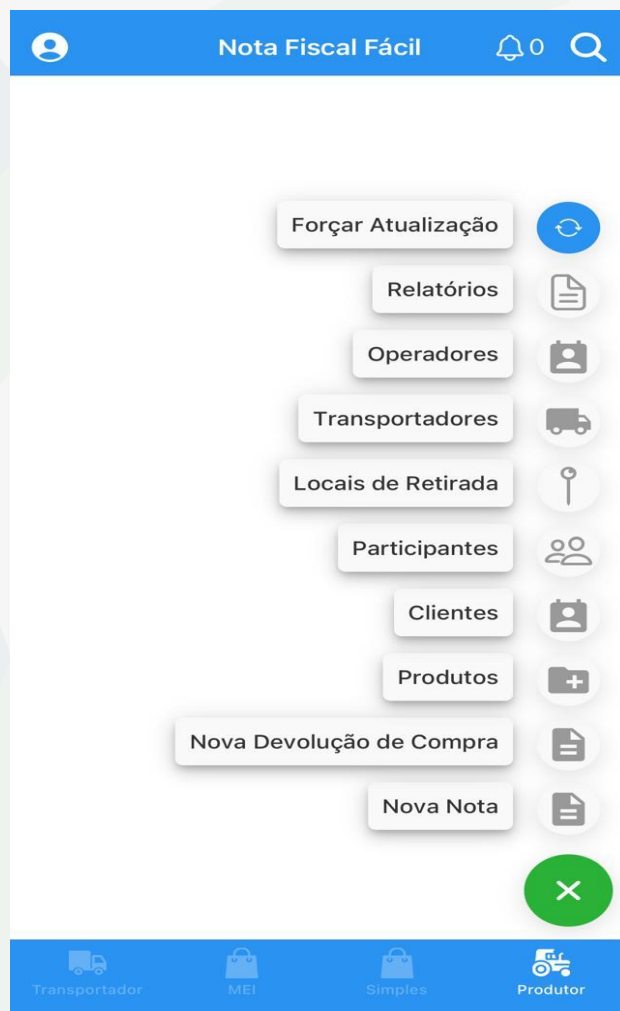 Nota Fiscal Fácil 0
Forçar Atualização
Relatórios
Operadores
Transportadores
Locais de Retirada
Participantes
Clientes
Produtos
Nova Devolução de Compra
Nova Nota
Transportador MEI Simples Produtor